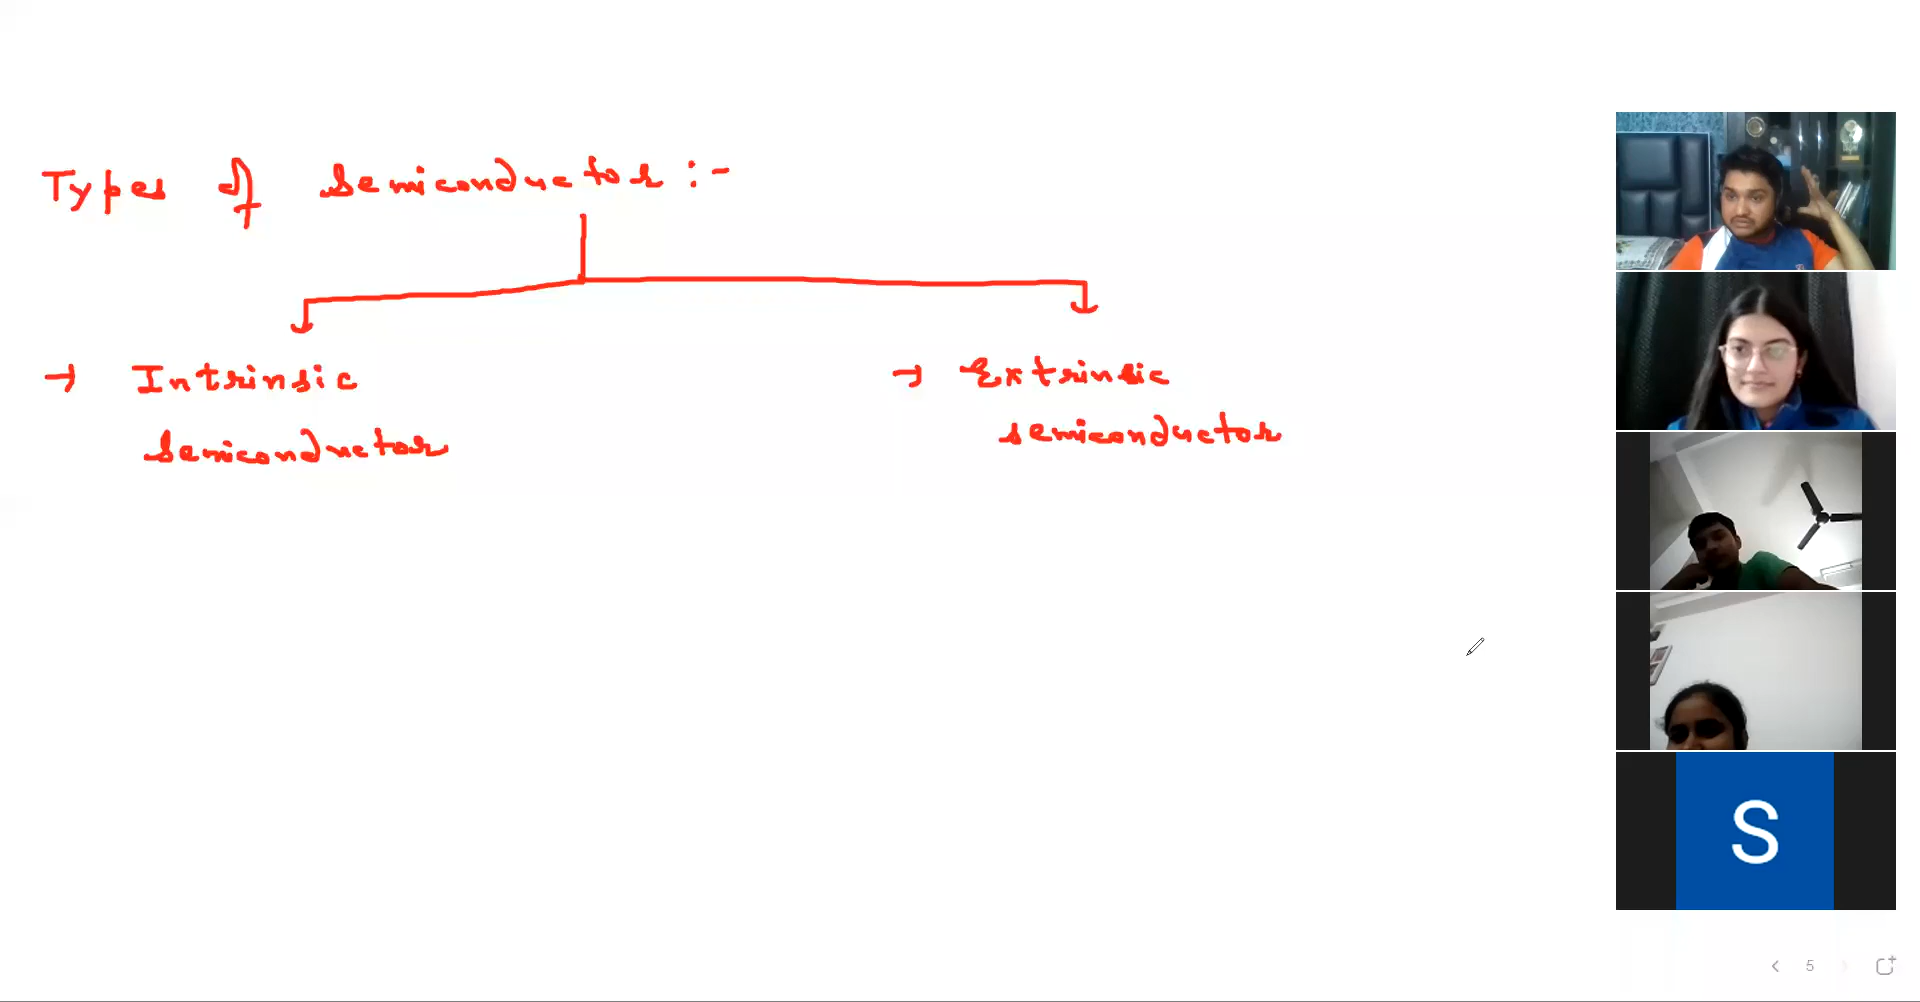 Types of Semiconductor :-
→ Intrinsic
Semiconductor
→ Extrinsic
semiconductor
S
< 5 >